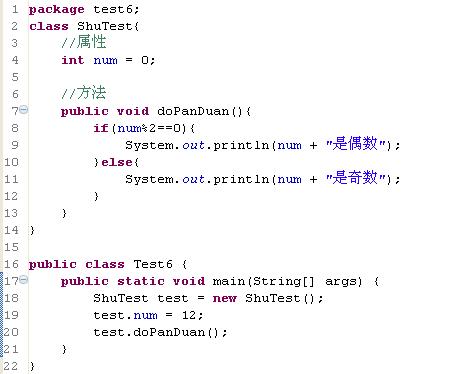 1 package test6;
2 class ShuTest{
3     //属性
4     int num = 0;
5
6     //方法
7     public void doPanDuan(){
8         if(num%2==0){
9             System.out.println(num + "是偶数");
10         }else{
11             System.out.println(num + "是奇数");
12         }
13     }
14 }
15
16 public class Test6 {
17     public static void main(String[] args) {
18         ShuTest test = new ShuTest();
19         test.num = 12;
20         test.doPanDuan();
21     }
22 }